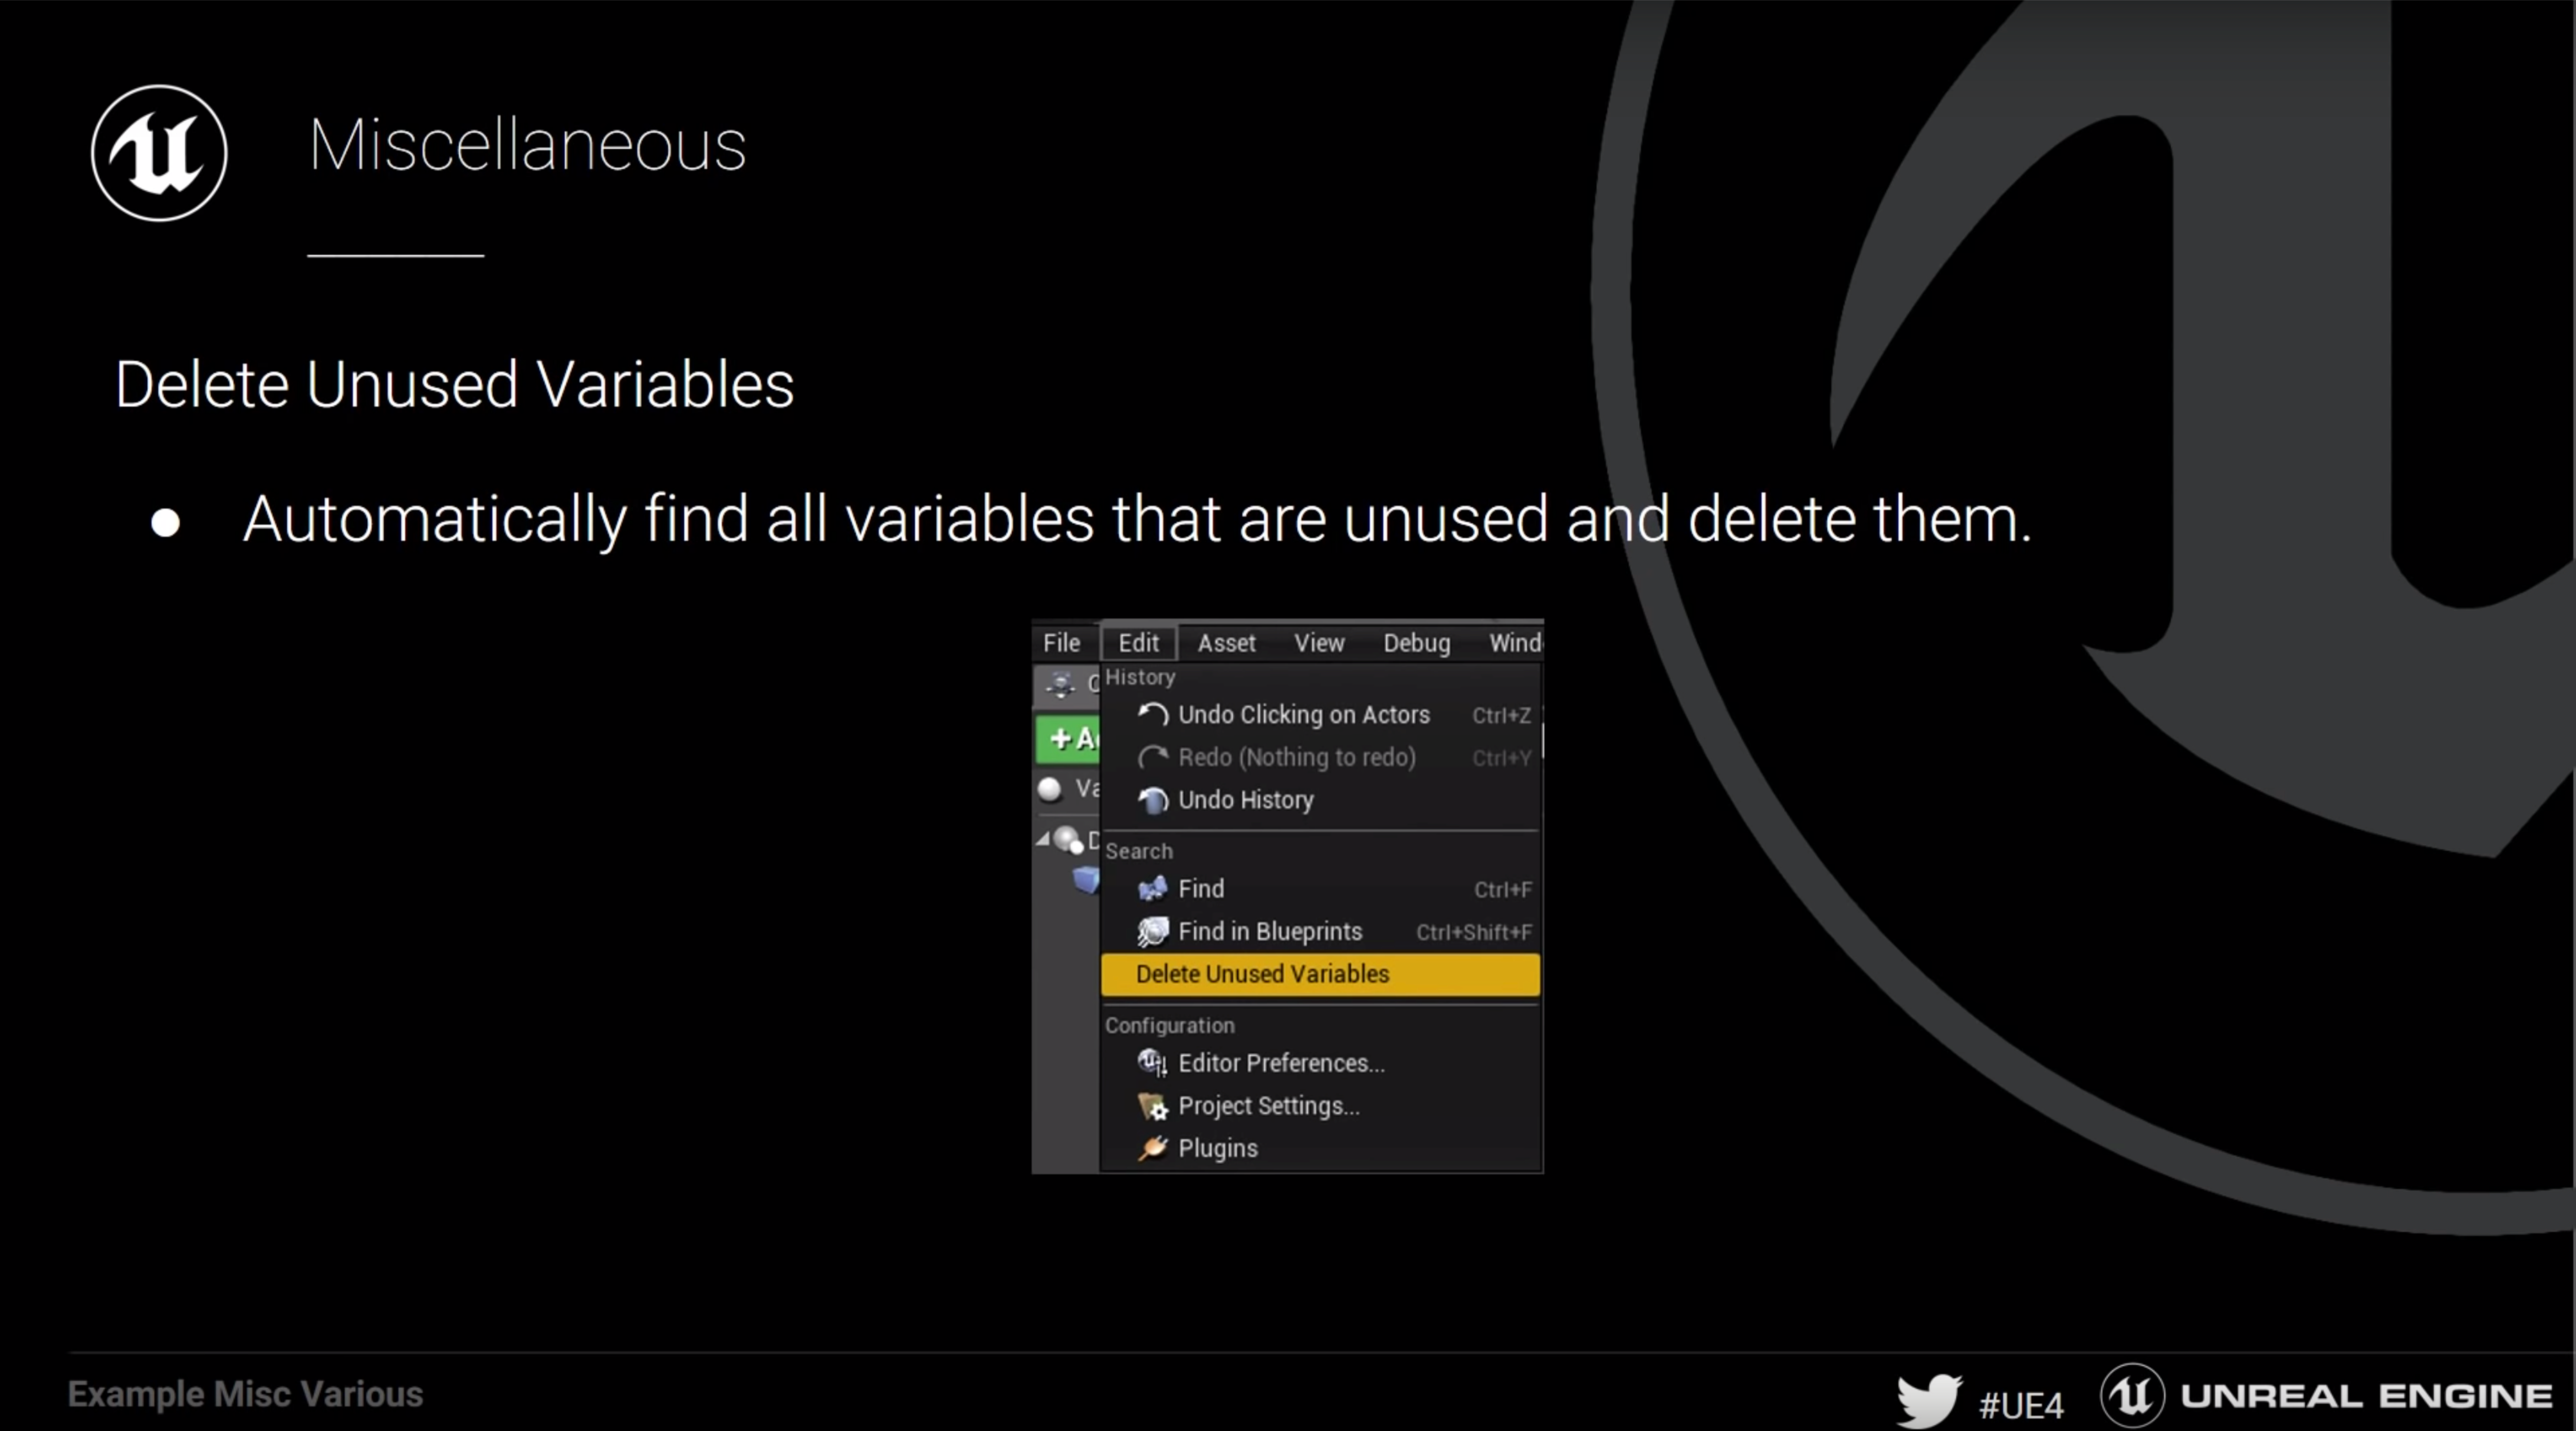 Miscellaneous
Delete Unused Variables
● Automatically find all variables that are unused and delete them.
File Edit Asset View Debug
History
Undo Clicking on Actors Ctrl+Z
Redo (Nothing to redo) Ctrl+Y
Undo History
Search
Find Ctrl+F
Find in Blueprints Ctrl+Shift+F
Delete Unused Variables
Configuration
Editor Preferences...
Project Settings...
Plugins
Example Misc Various
#UE4 UNREAL ENGINE